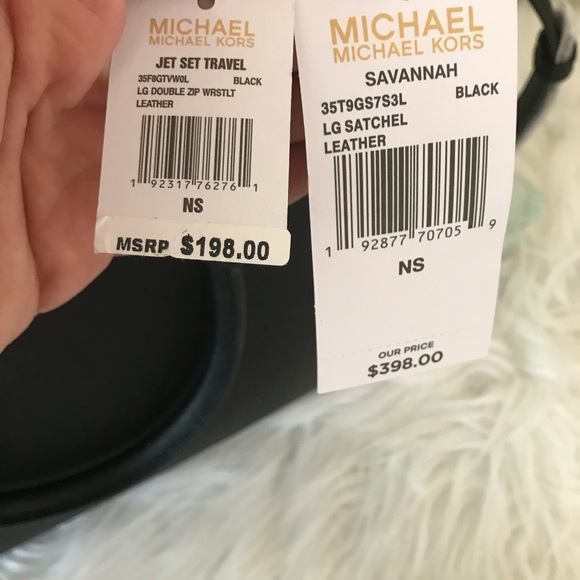 MICHAEL
MICHAEL KORS
JET SET TRAVEL
35F8GTVW0L BLACK
LG DOUBLE ZIP WRSTLT
LEATHER
1 92317 76276 1
NS
MSRP $198.00
MICHAEL
MICHAEL KORS
SAVANNAH
35T9GS7S3L BLACK
LG SATCHEL
LEATHER
1 92877 70705 9
NS
OUR PRICE
$398.00